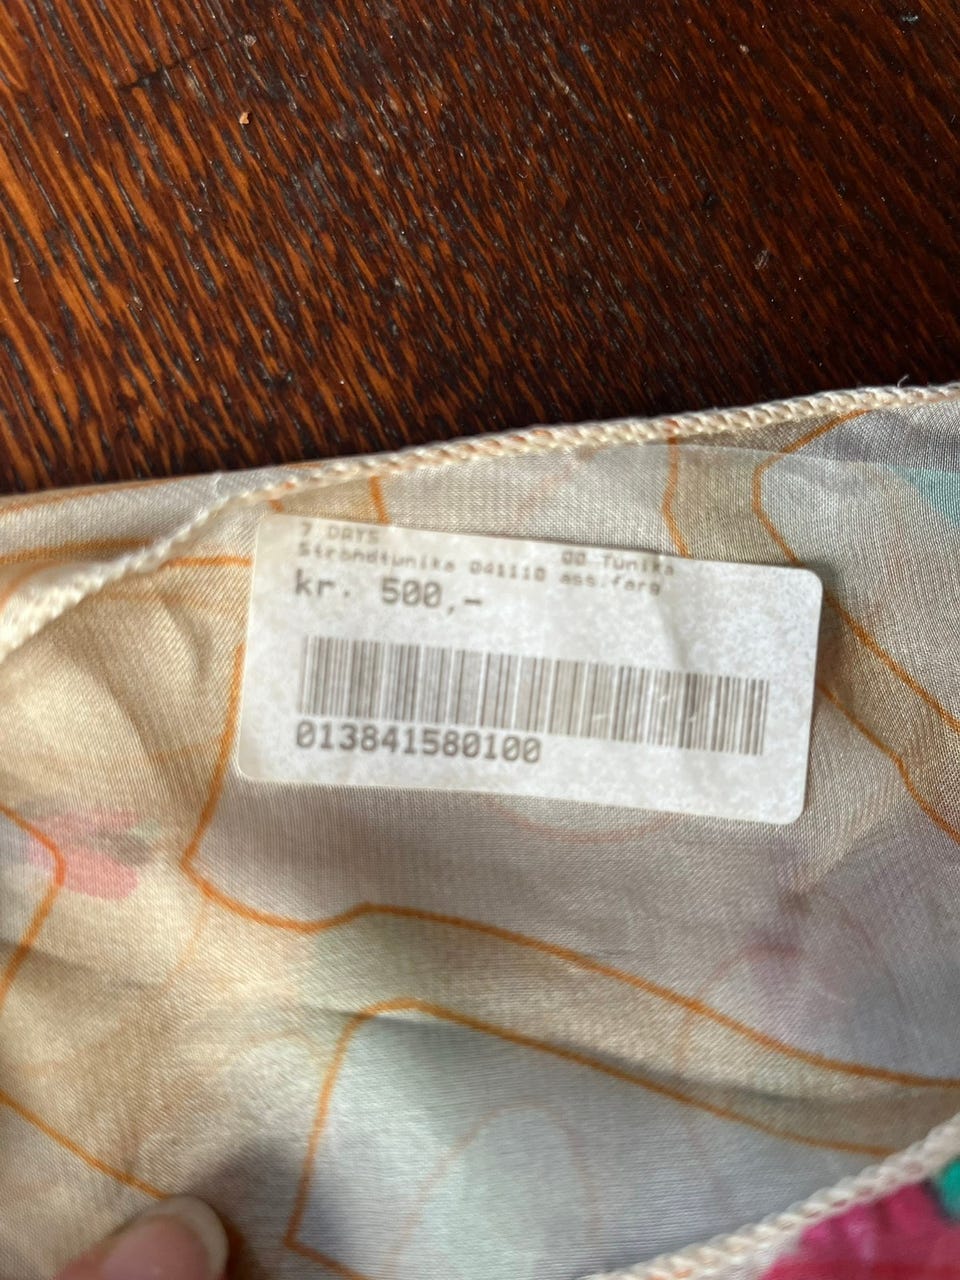 7 DAYS 00 Tunika
Strandtunika 041110 ass.farg
kr. 500,-
013841580100